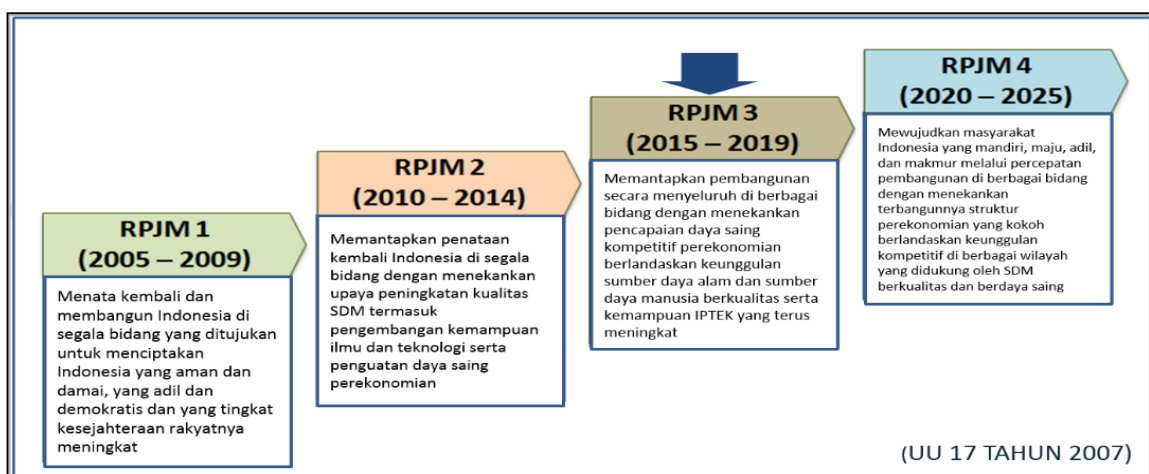 RPJM 1
(2005 – 2009)
Menata kembali dan
membangun Indonesia di
segala bidang yang ditujukan
untuk menciptakan
Indonesia yang aman dan
damai, yang adil dan
demokratis dan yang tingkat
kesejahteraan rakyatnya
meningkat
RPJM 2
(2010 – 2014)
Memantapkan penataan
kembali Indonesia di segala
bidang dengan menekankan
upaya peningkatan kualitas
SDM termasuk
pengembangan kemampuan
ilmu dan teknologi serta
penguatan daya saing
perekonomian
RPJM 3
(2015 – 2019)
Memantapkan pembangunan
secara menyeluruh di berbagai
bidang dengan menekankan
pencapaian daya saing
kompetitif perekonomian
berlandaskan keunggulan
sumber daya alam dan sumber
daya manusia berkualitas serta
kemampuan IPTEK yang terus
meningkat
RPJM 4
(2020 – 2025)
Mewujudkan masyarakat
Indonesia yang mandiri, maju, adil,
dan makmur melalui percepatan
pembangunan di berbagai bidang
dengan menekankan
terbangunnya struktur
perekonomian yang kokoh
berlandaskan keunggulan
kompetitif di berbagai wilayah
yang didukung oleh SDM
berkualitas dan berdaya saing
(UU 17 TAHUN 2007)